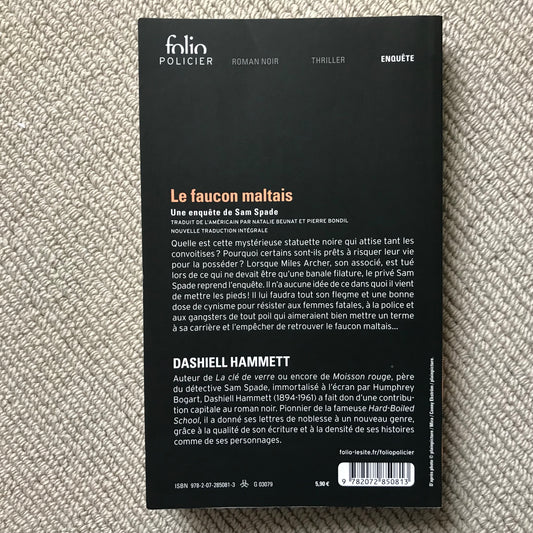 folio
POLICIER
ROMAN NOIR THRILLER ENQUÊTE
Le faucon maltais
Une enquête de Sam Spade
TRADUIT DE L'AMÉRICAIN PAR NATALIE BEUNAT ET PIERRE BONDIL
NOUVELLE TRADUCTION INTÉGRALE
Quelle est cette mystérieuse statuette noire qui attise tant les
convoitises ? Pourquoi certains sont-ils prêts à risquer leur vie
pour la posséder ? Lorsque Miles Archer, son associé, est tué
lors de ce qui ne devait être qu'une banale filature, le privé Sam
Spade reprend l'enquête. Il n'a aucune idée de ce dans quoi il vient
de mettre les pieds ! Il lui faudra tout son flegme et une bonne
dose de cynisme pour résister aux femmes fatales, à la police et
aux gangsters de tout poil qui aimeraient bien mettre un terme
à sa carrière et l'empêcher de retrouver le faucon maltais...
DASHIELL HAMMETT
Auteur de La clé de verre ou encore de Moisson rouge, père
du détective Sam Spade, immortalisé à l'écran par Humphrey
Bogart, Dashiell Hammett (1894-1961) a fait don d'une contribu-
tion capitale au roman noir. Pionnier de la fameuse Hard-Boiled
School, il a donné ses lettres de noblesse à un nouveau genre,
grâce à la qualité de son écriture et à la densité de ses histoires
comme de ses personnages.
folio-lesite.fr/foliopolicier
ISBN 978-2-07-285081-3 G 03079 5,90 €
9 782072 850813
D'après photo © plainpicture / Mira / Conny Ekström / plainpicture.